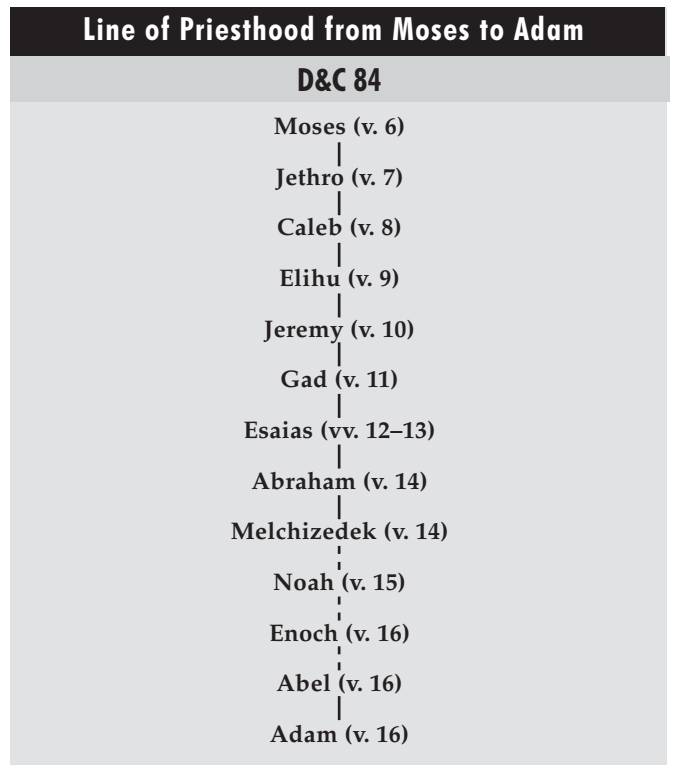 Line of Priesthood from Moses to Adam
D&C 84
Moses (v. 6)
Jethro (v. 7)
Caleb (v. 8)
Elihu (v. 9)
Jeremy (v. 10)
Gad (v. 11)
Esaias (vv. 12–13)
Abraham (v. 14)
Melchizedek (v. 14)
Noah (v. 15)
Enoch (v. 16)
Abel (v. 16)
Adam (v. 16)